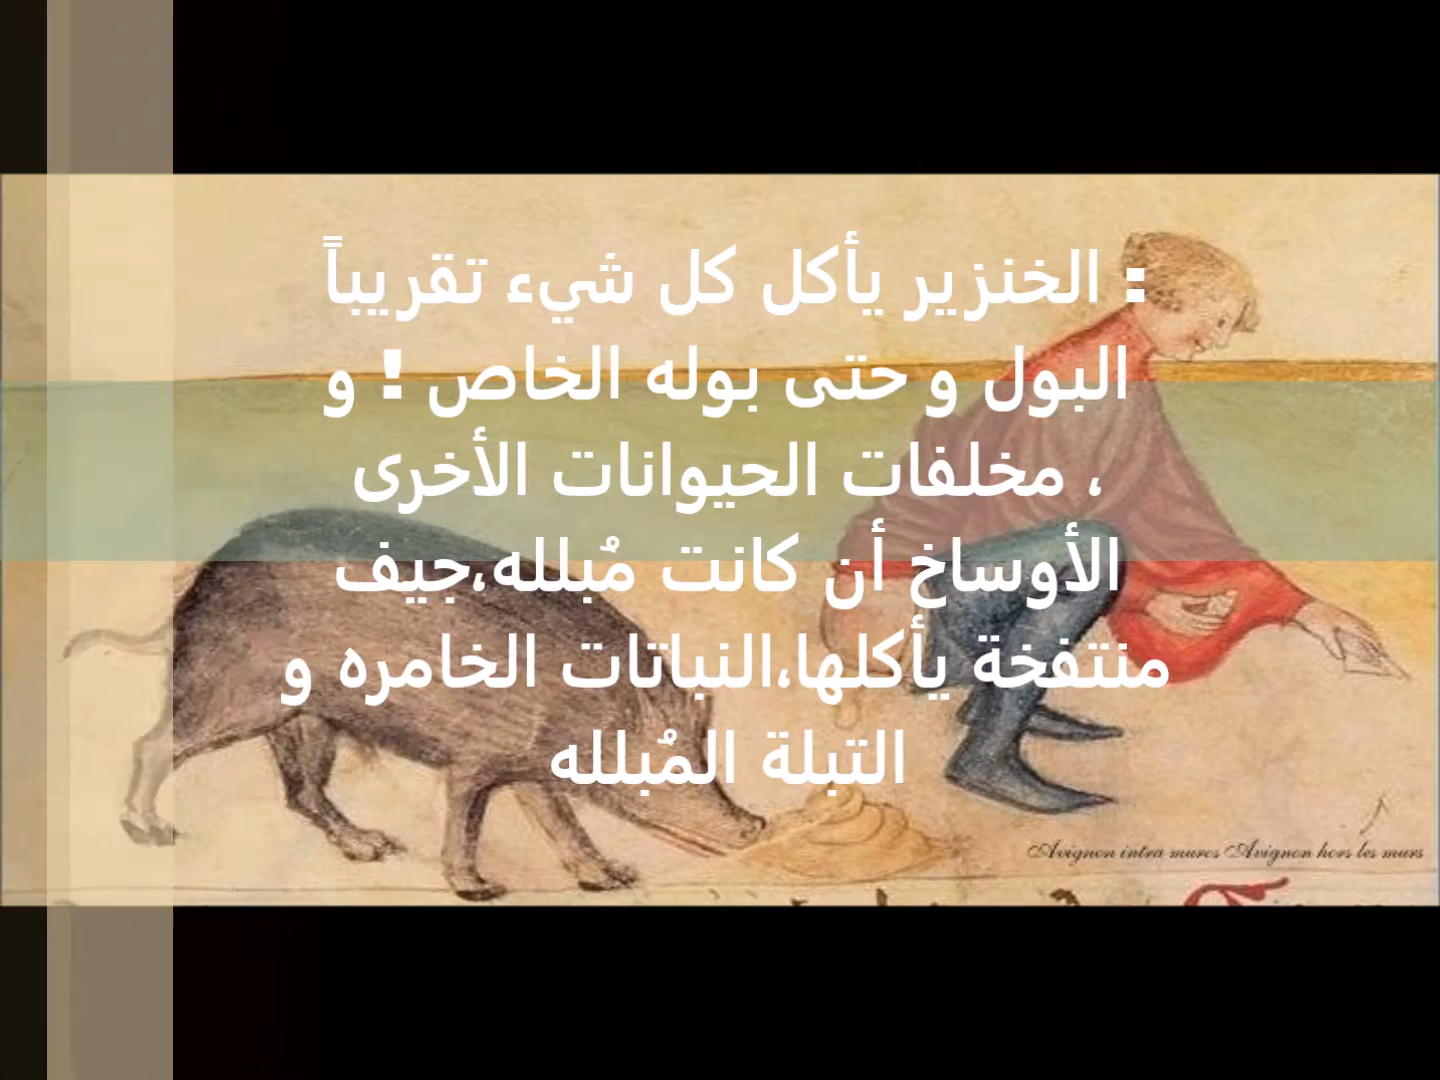 : الخنزير يأكل كل شيء تقريباً
البول و حتى بوله الخاص ! و
، مخلفات الحيوانات الأخرى
الأوساخ أن كانت مُبلله،جيف
منتفخة يأكلها،النباتات الخامره و
التبلة المُبلله
Avignon intra muros Avignon hors les murs